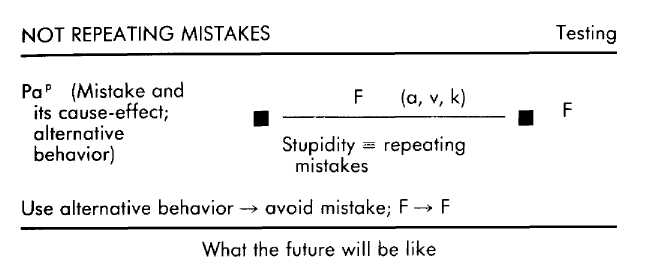 NOT REPEATING MISTAKES Testing
Paᵖ (Mistake and
its cause-effect;
alternative
behavior)
F (a, v, k)
Stupidity ≡ repeating
mistakes
F
Use alternative behavior → avoid mistake; F → F
What the future will be like